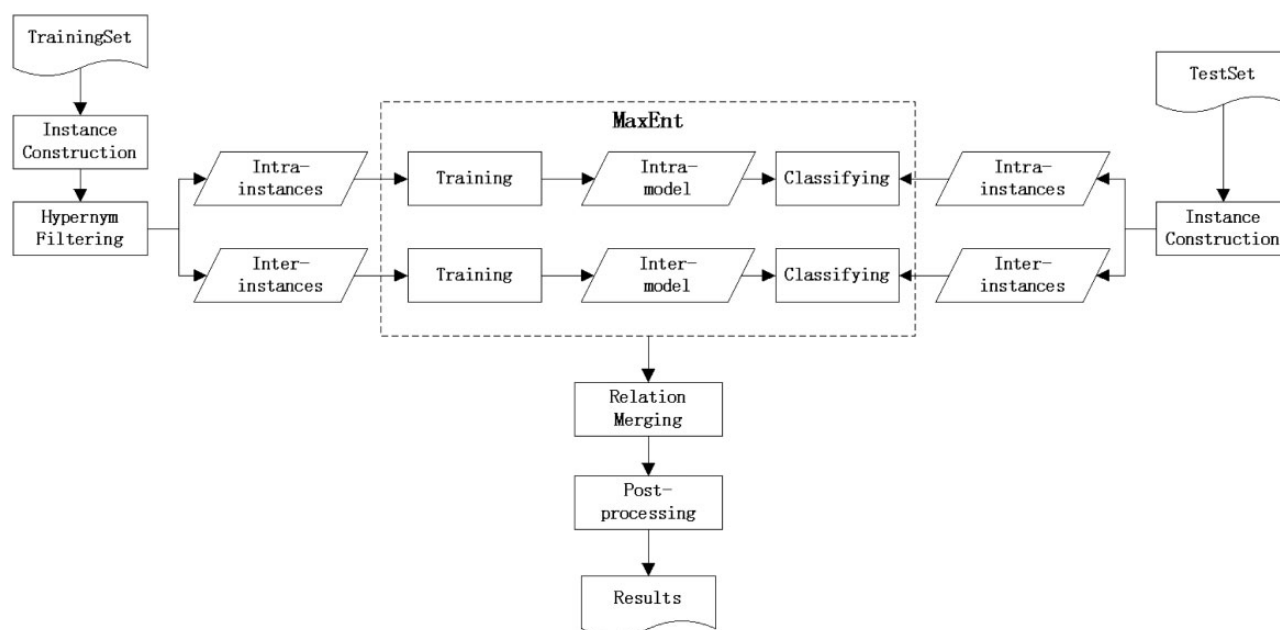 TrainingSet
Instance
Construction
Hypernym
Filtering
Intra-
instances
Inter-
instances
MaxEnt
Training
Intra-
model
Classifying
Training
Inter-
model
Classifying
Intra-
instances
Inter-
instances
TestSet
Instance
Construction
Relation
Merging
Post-
processing
Results